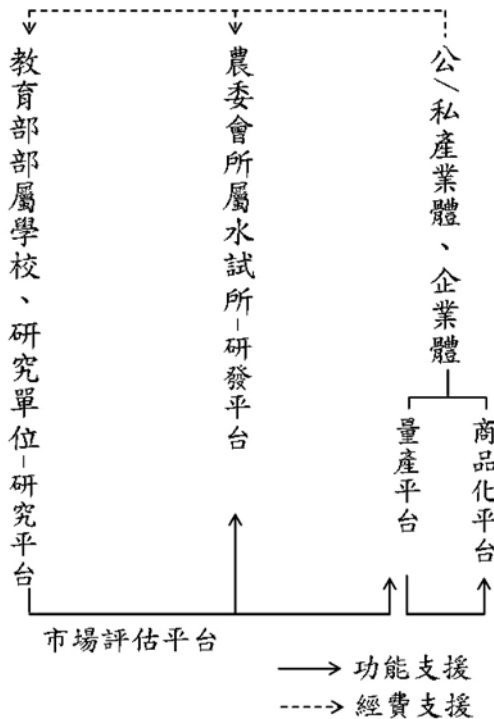 教育部部屬學校、研究單位－研究平台
農委會所屬水試所－研發平台
公/私產業體、企業體
量產平台
商品化平台
市場評估平台
功能支援
經費支援